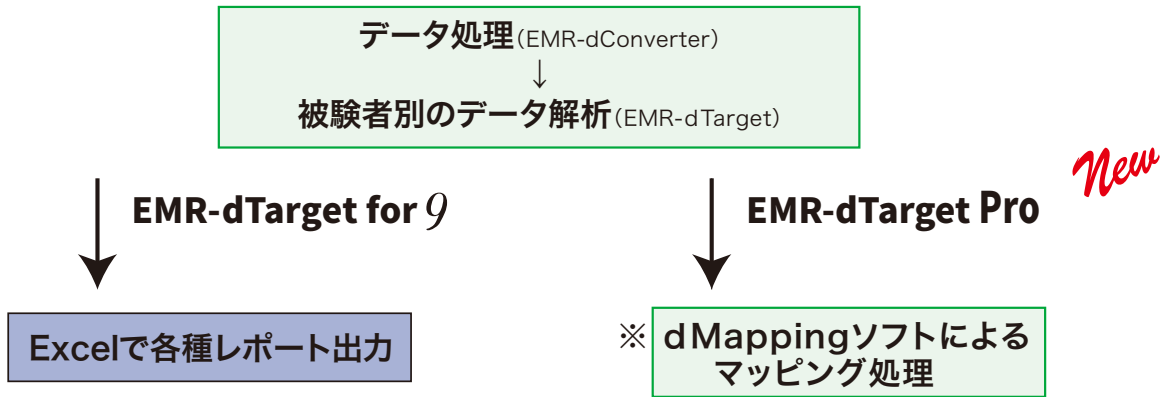 データ処理(EMR-dConverter)
↓
被験者別のデータ解析(EMR-dTarget)
New
EMR-dTarget for 9
EMR-dTarget Pro
Excelで各種レポート出力
※ dMappingソフトによる
マッピング処理